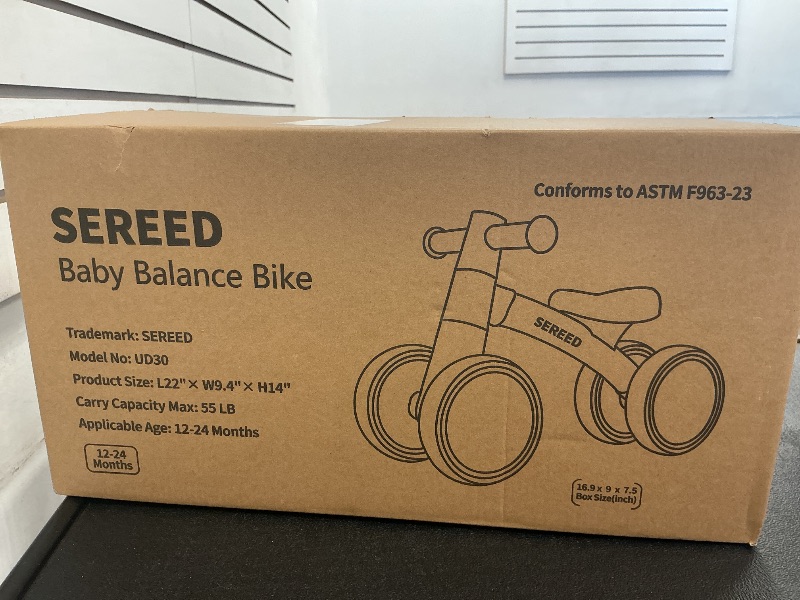 Conforms to ASTM F963-23
SEREED
Baby Balance Bike
Trademark: SEREED
Model No: UD30
Product Size: L22"× W9.4"× H14"
Carry Capacity Max: 55 LB
Applicable Age: 12-24 Months
12-24
Months
SEREED
16.9 x 9 x 7.5
Box Size(inch)